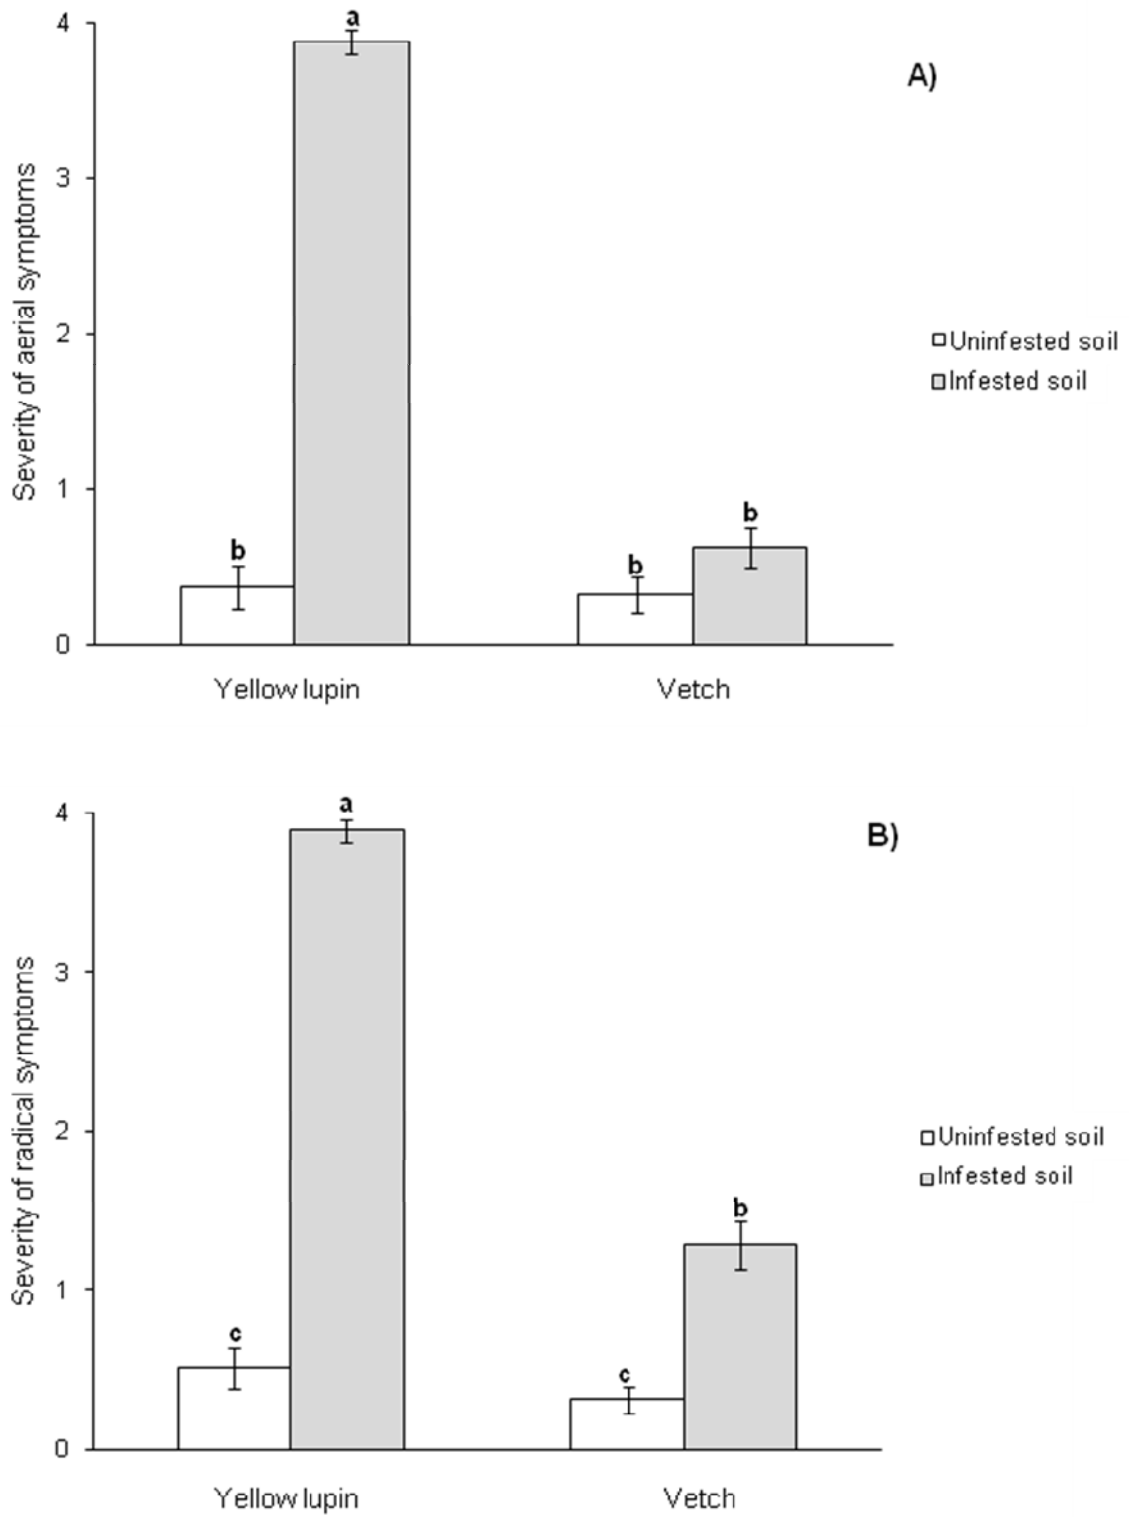 4
a
A)
3
Severity of aerial symptoms
2
Uninfested soil
Infested soil
1
b
b
b
0
Yellow lupin
Vetch
4
a
B)
3
Severity of radical symptoms
2
Uninfested soil
Infested soil
1
b
c
c
0
Yellow lupin
Vetch